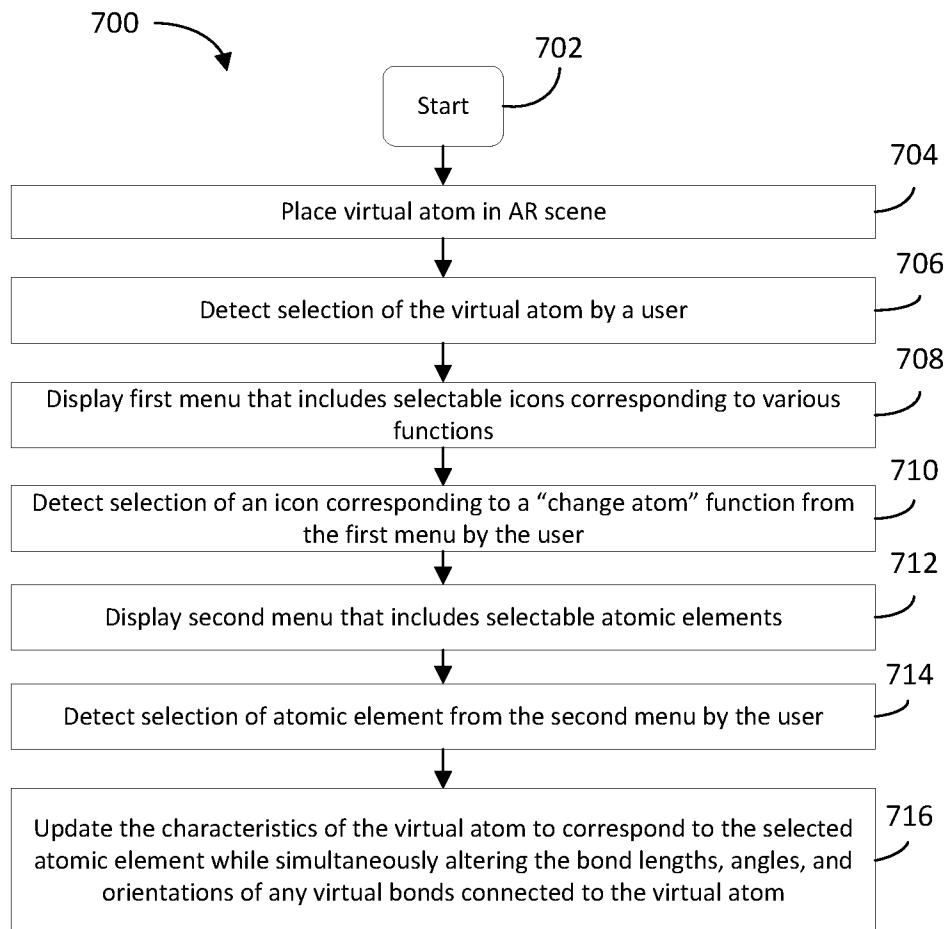 700
702
Start
704
Place virtual atom in AR scene
706
Detect selection of the virtual atom by a user
708
Display first menu that includes selectable icons corresponding to various
functions
710
Detect selection of an icon corresponding to a “change atom” function from
the first menu by the user
712
Display second menu that includes selectable atomic elements
714
Detect selection of atomic element from the second menu by the user
716
Update the characteristics of the virtual atom to correspond to the selected
atomic element while simultaneously altering the bond lengths, angles, and
orientations of any virtual bonds connected to the virtual atom